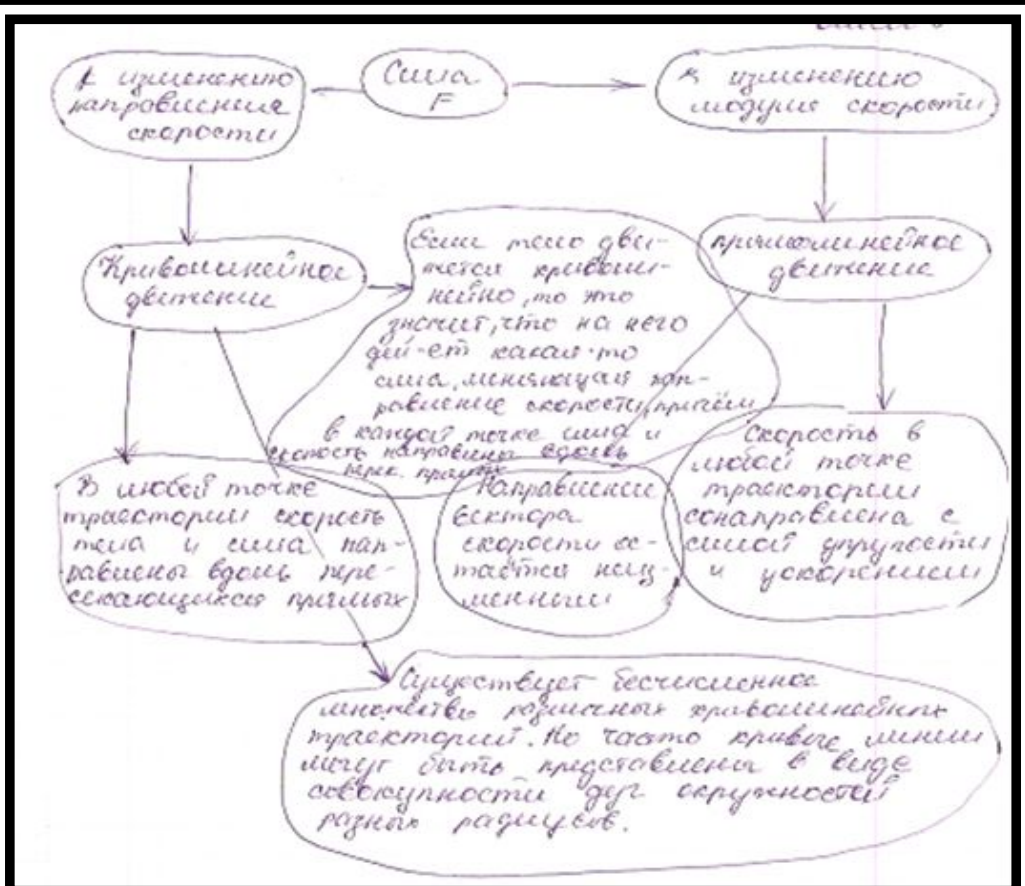 к изменению
направления
скорости
Сила
F
к изменению
модуля скорости
Криволинейное
движение
Если тело дви-
жется криволи-
нейно, то это
значит, что на него
дей-ет какая-то
сила, меняющая нап-
равление скорости, причём
в каждой точке сила и
скорость направлены вдоль
перек. прямых
прямолинейное
движение
В любой точке
траектории скорость
тела и сила нап-
равлены вдоль пере-
секающихся прямых
Направление
вектора
скорости ос-
таётся неиз-
менным
Скорость в
любой точке
траектории
сонаправлена с
силой упругости
и ускорением
Существует бесчисленное
множество различных криволинейных
траекторий. Но часто кривые линии
могут быть представлены в виде
совокупности дуг окружностей
разных радиусов.